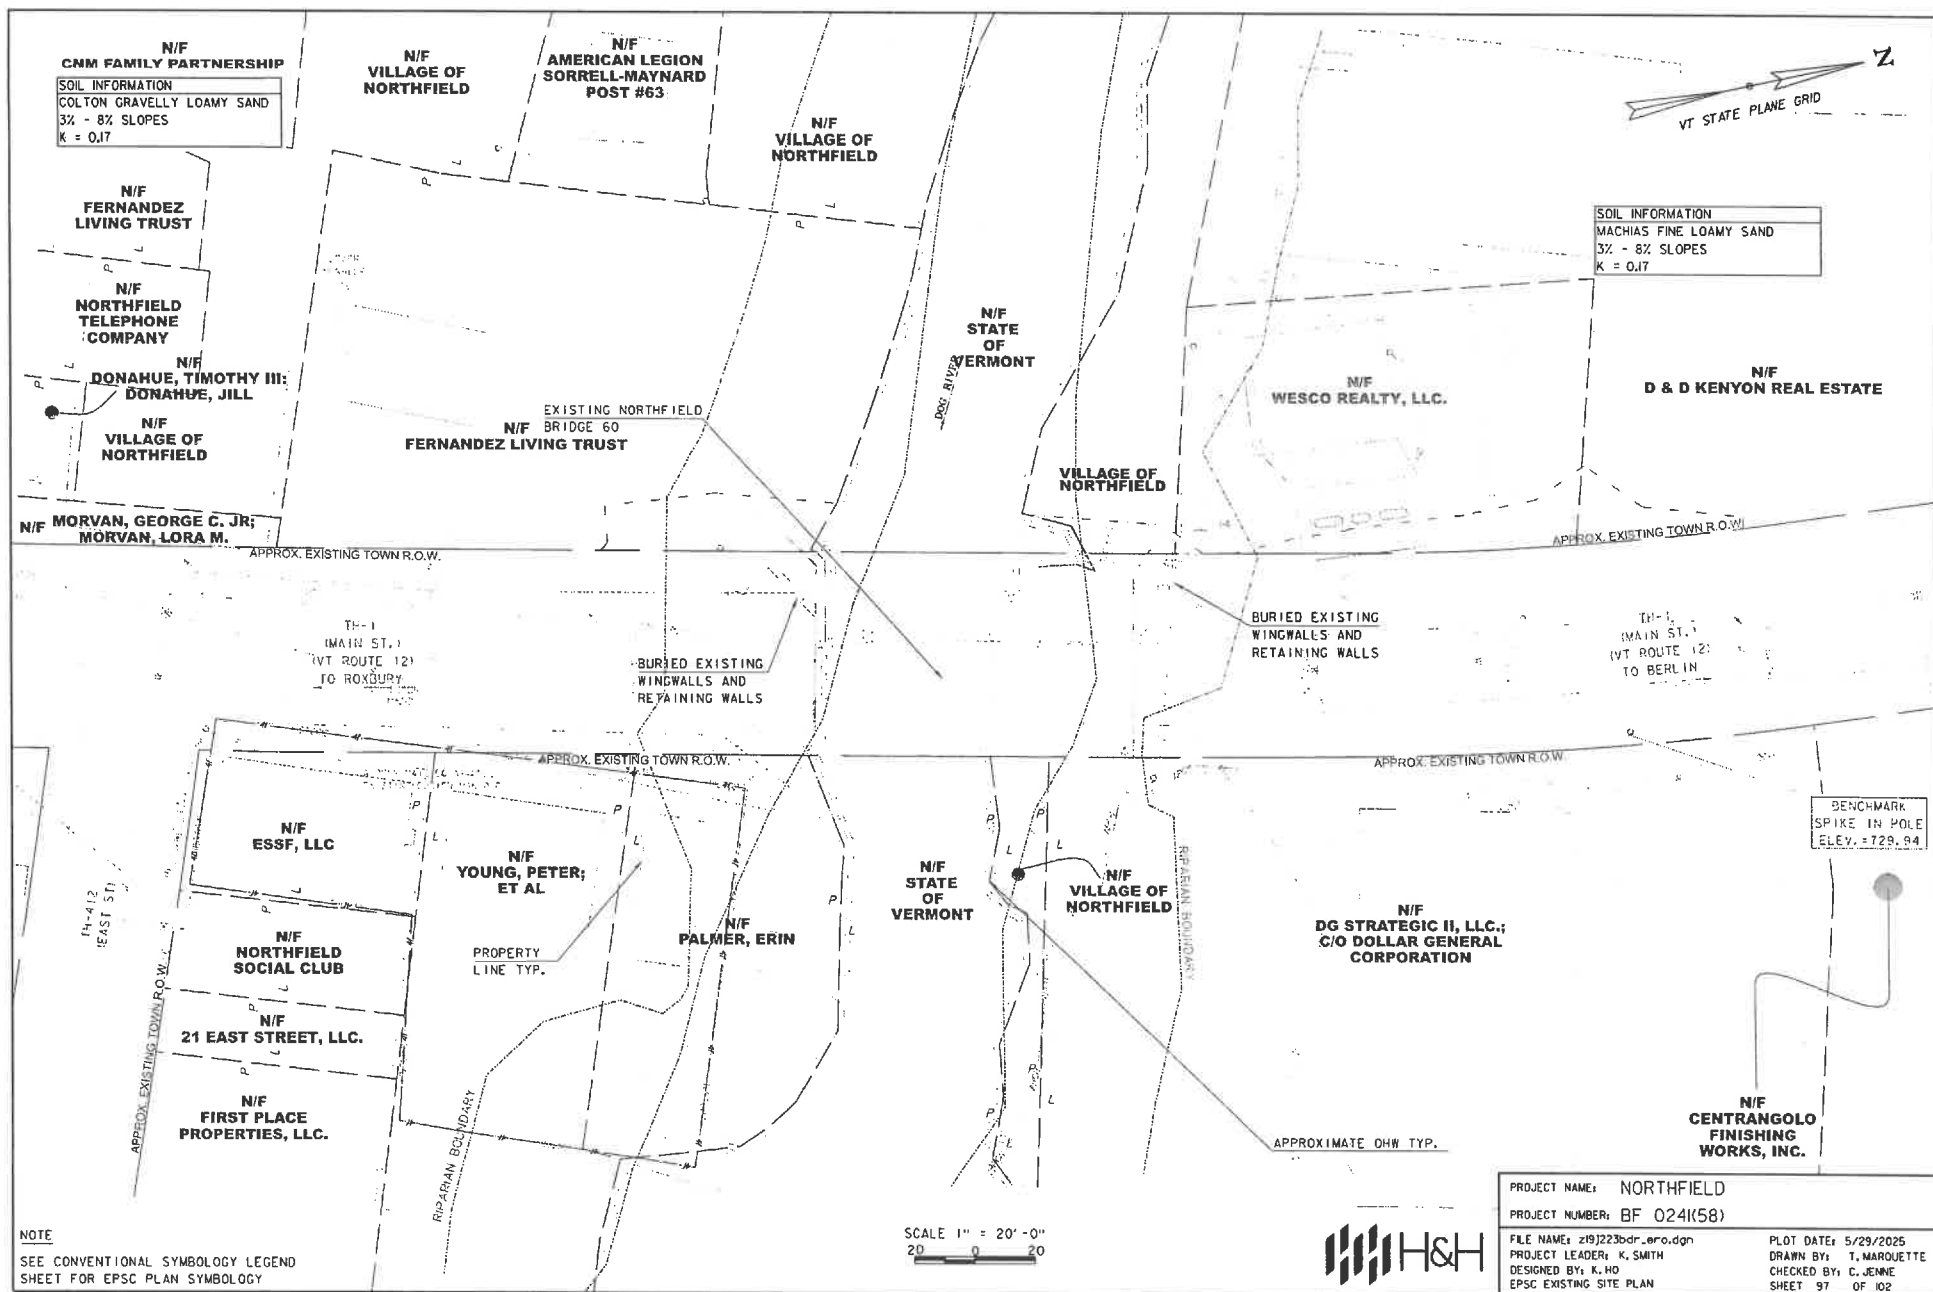 N/F
CNM FAMILY PARTNERSHIP
SOIL INFORMATION
COLTON GRAVELLY LOAMY SAND
3% - 8% SLOPES
K = 0.17
N/F
VILLAGE OF
NORTHFIELD
N/F
AMERICAN LEGION
SORRELL-MAYNARD
POST #63
N/F
VILLAGE OF
NORTHFIELD
Z
VT STATE PLANE GRID
N/F
FERNANDEZ
LIVING TRUST
SOIL INFORMATION
MACHIAS FINE LOAMY SAND
3% - 8% SLOPES
K = 0.17
N/F
NORTHFIELD
TELEPHONE
COMPANY
N/F
DONAHUE, TIMOTHY III;
DONAHUE, JILL
N/F
VILLAGE OF
NORTHFIELD
N/F
STATE
OF
VERMONT
DOG RIVER
N/F
WESCO REALTY, LLC.
N/F
D & D KENYON REAL ESTATE
EXISTING NORTHFIELD
BRIDGE 60
N/F
FERNANDEZ LIVING TRUST
VILLAGE OF
NORTHFIELD
N/F MORVAN, GEORGE C. JR;
MORVAN, LORA M.
APPROX. EXISTING TOWN R.O.W.
APPROX. EXISTING TOWN R.O.W.
TH-1
(MAIN ST.)
(VT ROUTE 12)
TO ROXBURY
BURIED EXISTING
WINGWALLS AND
RETAINING WALLS
BURIED EXISTING
WINGWALLS AND
RETAINING WALLS
TH-1
(MAIN ST.)
(VT ROUTE 12)
TO BERLIN
APPROX. EXISTING TOWN R.O.W.
APPROX. EXISTING TOWN R.O.W.
BENCHMARK
SPIKE IN POLE
ELEV. = 729.94
N/F
ESSF, LLC
N/F
YOUNG, PETER;
ET AL
N/F
STATE
OF
VERMONT
N/F
VILLAGE OF
NORTHFIELD
RIPARIAN BOUNDARY
N/F
DG STRATEGIC II, LLC.;
C/O DOLLAR GENERAL
CORPORATION
TH-412
(EAST ST)
N/F
NORTHFIELD
SOCIAL CLUB
PROPERTY
LINE TYP.
N/F
PALMER, ERIN
N/F
21 EAST STREET, LLC.
APPROX. EXISTING TOWN R.O.W.
N/F
FIRST PLACE
PROPERTIES, LLC.
RIPARIAN BOUNDARY
APPROXIMATE OHW TYP.
N/F
CENTRANGOLO
FINISHING
WORKS, INC.
NOTE
SEE CONVENTIONAL SYMBOLOGY LEGEND
SHEET FOR EPSC PLAN SYMBOLOGY
SCALE 1" = 20'-0"
20 0 20
H&H
PROJECT NAME: NORTHFIELD
PROJECT NUMBER: BF 0241(58)
FILE NAME: z19j223bdr_ero.dgn
PROJECT LEADER: K. SMITH
DESIGNED BY: K. HO
EPSC EXISTING SITE PLAN
PLOT DATE: 5/29/2025
DRAWN BY: T. MARQUETTE
CHECKED BY: C. JENNE
SHEET 97 OF 102